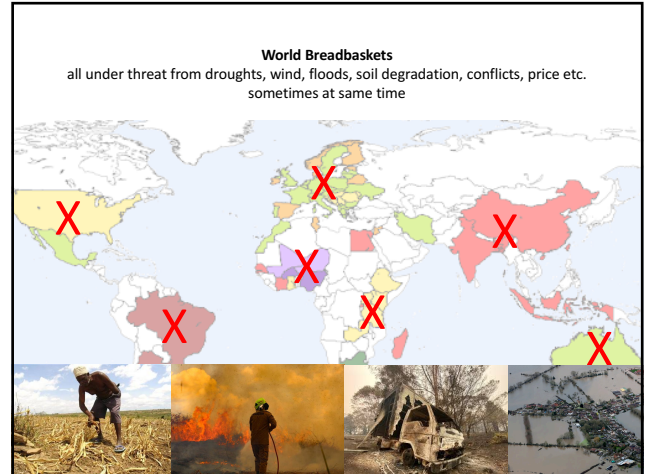 World Breadbaskets
all under threat from droughts, wind, floods, soil degradation, conflicts, price etc.
sometimes at same time
X
X
X
X
X
X
X